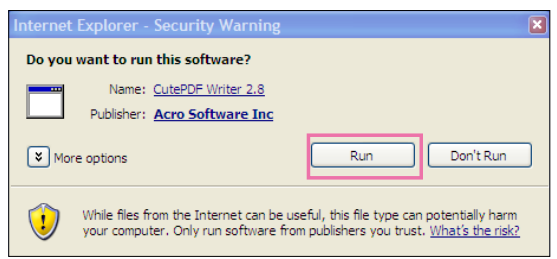 Internet Explorer - Security Warning
Do you want to run this software?
Name: CutePDF Writer 2.8
Publisher: Acro Software Inc
More options
Run
Don't Run
While files from the Internet can be useful, this file type can potentially harm
your computer. Only run software from publishers you trust. What's the risk?